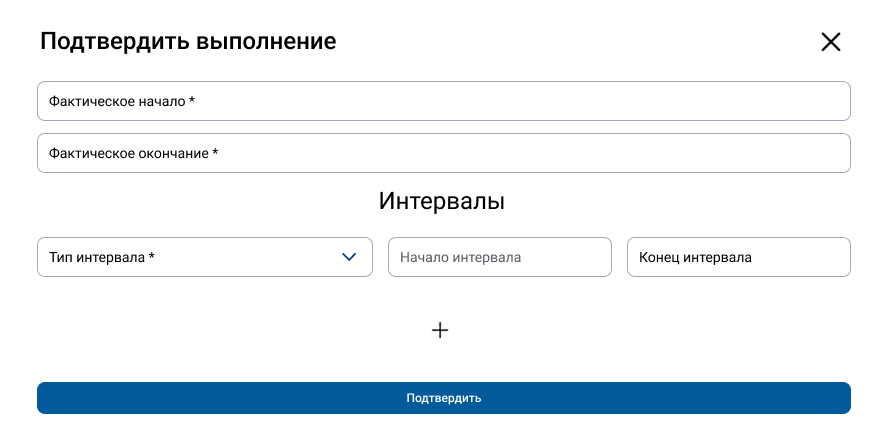 Подтвердить выполнение
Фактическое начало *
Фактическое окончание *
Интервалы
Тип интервала * Начало интервала Конец интервала
Подтвердить